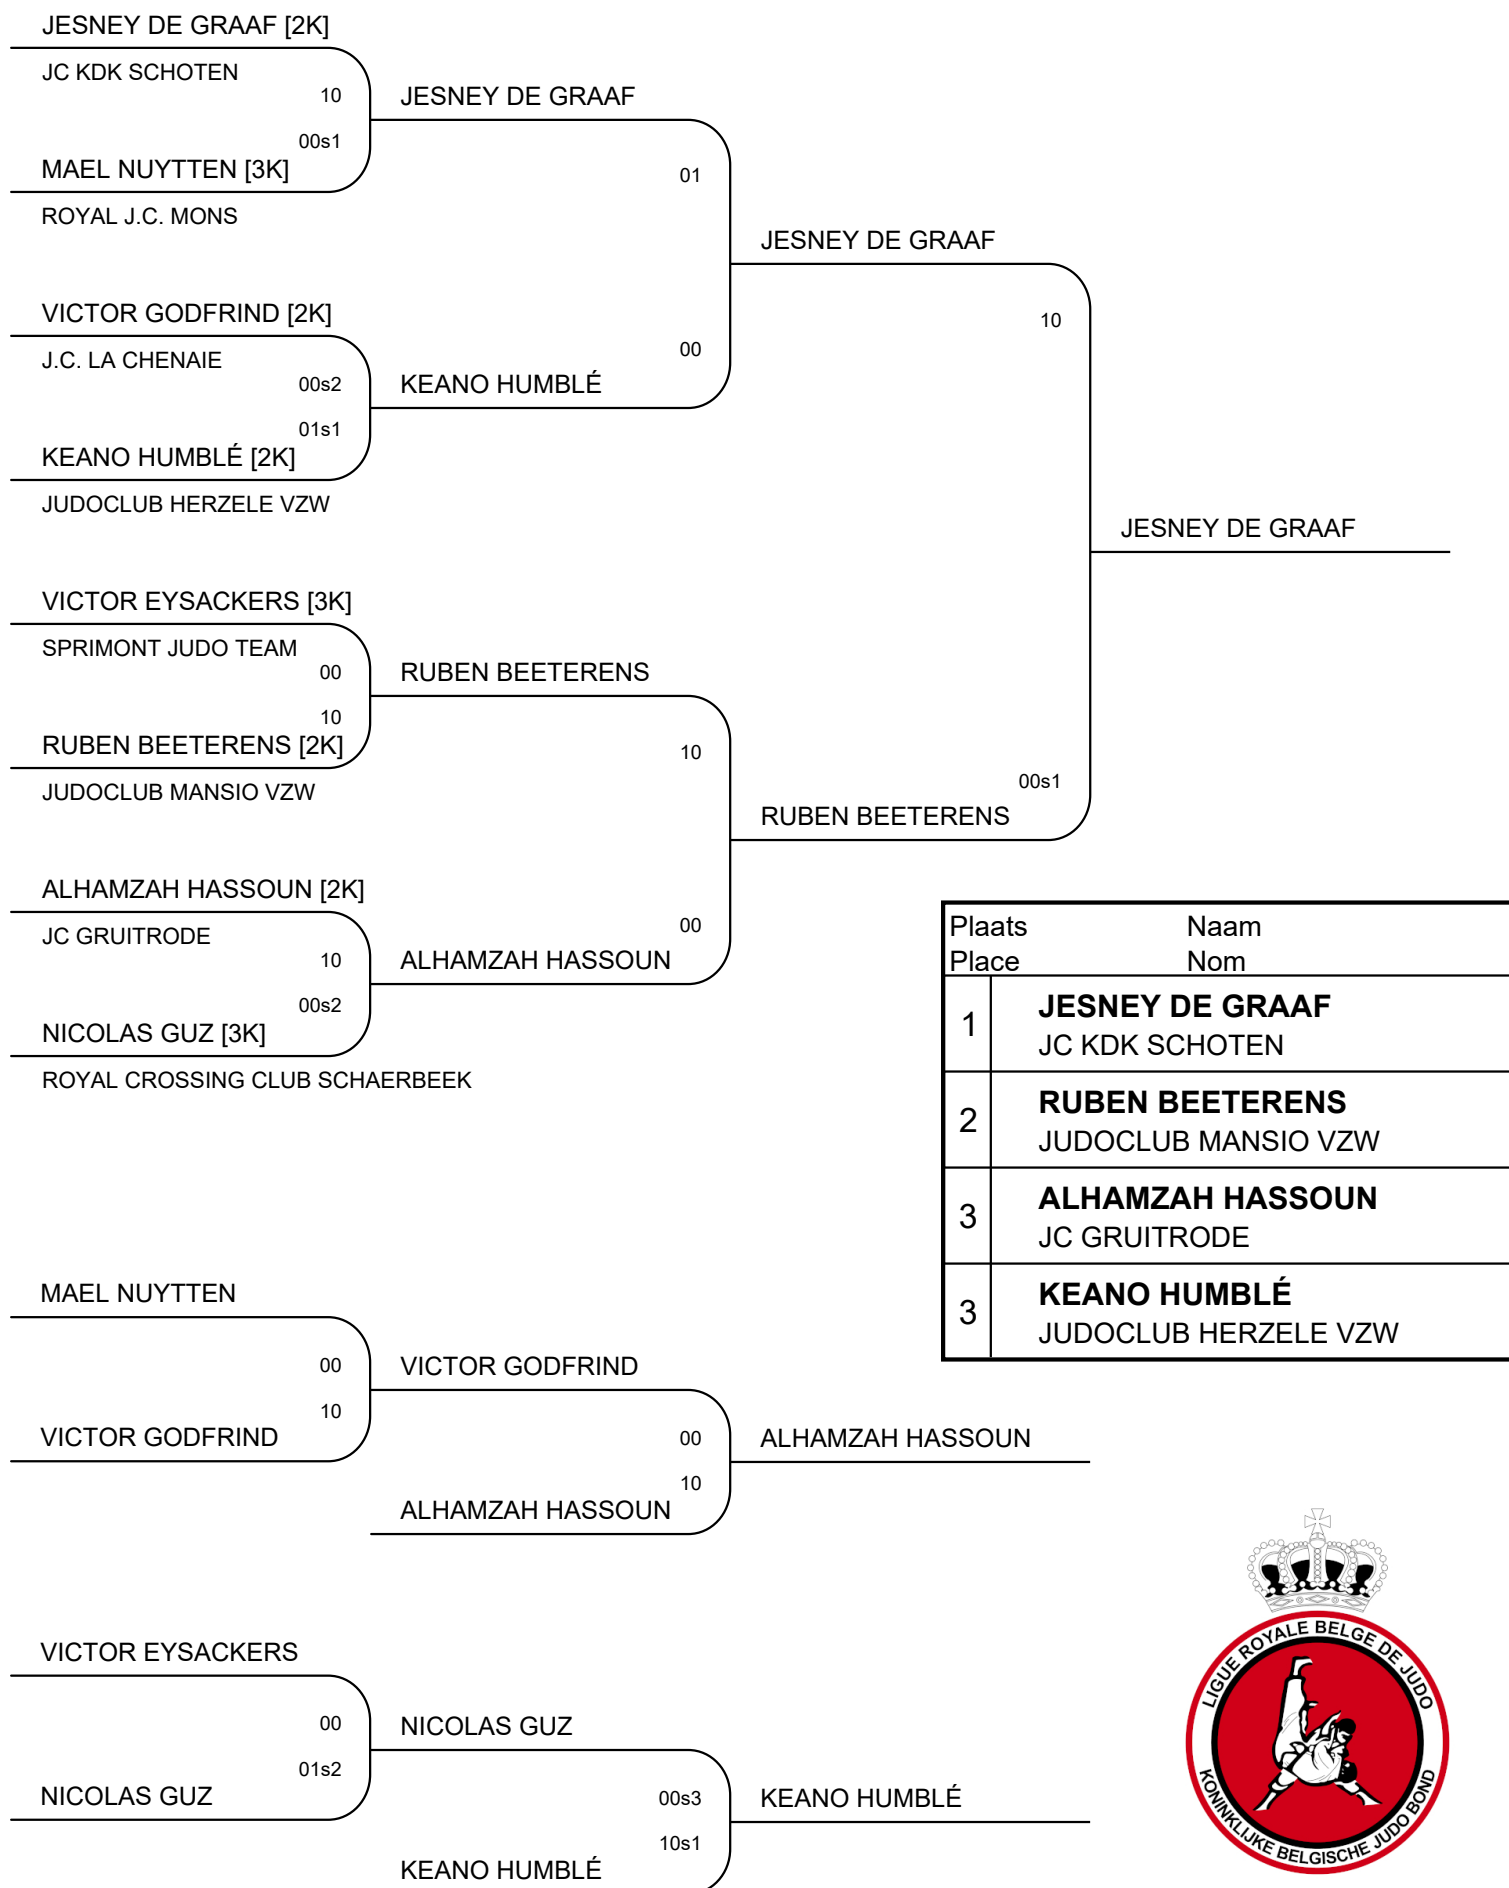 JESNEY DE GRAAF [2K]
JC KDK SCHOTEN
10
JESNEY DE GRAAF
00s1
MAEL NUYTTEN [3K]
01
ROYAL J.C. MONS
JESNEY DE GRAAF
VICTOR GODFRIND [2K]
10
J.C. LA CHENAIE
00
00s2
KEANO HUMBLÉ
01s1
KEANO HUMBLÉ [2K]
JUDOCLUB HERZELE VZW
JESNEY DE GRAAF
VICTOR EYSACKERS [3K]
SPRIMONT JUDO TEAM
00
RUBEN BEETERENS
10
RUBEN BEETERENS [2K]
10
JUDOCLUB MANSIO VZW
00s1
RUBEN BEETERENS
ALHAMZAH HASSOUN [2K]
JC GRUITRODE
00
10
ALHAMZAH HASSOUN
00s2
NICOLAS GUZ [3K]
ROYAL CROSSING CLUB SCHAERBEEK
Plaats Naam
Place Nom
1 JESNEY DE GRAAF
JC KDK SCHOTEN
2 RUBEN BEETERENS
JUDOCLUB MANSIO VZW
3 ALHAMZAH HASSOUN
JC GRUITRODE
3 KEANO HUMBLÉ
JUDOCLUB HERZELE VZW
MAEL NUYTTEN
00
VICTOR GODFRIND
10
VICTOR GODFRIND
00
ALHAMZAH HASSOUN
10
ALHAMZAH HASSOUN
VICTOR EYSACKERS
00
NICOLAS GUZ
01s2
NICOLAS GUZ
00s3
KEANO HUMBLÉ
10s1
KEANO HUMBLÉ
LIGUE ROYALE BELGE DE JUDO
KONINKLIJKE BELGISCHE JUDO BOND